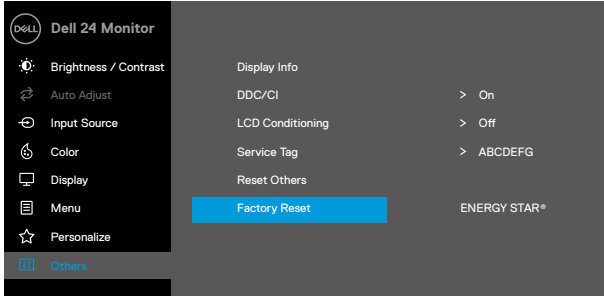 DELL Dell 24 Monitor
Brightness / Contrast
Display Info
Auto Adjust
DDC/CI > On
Input Source
LCD Conditioning > Off
Color
Service Tag > ABCDEFG
Display
Reset Others
Menu
Factory Reset ENERGY STAR®
Personalize
Others